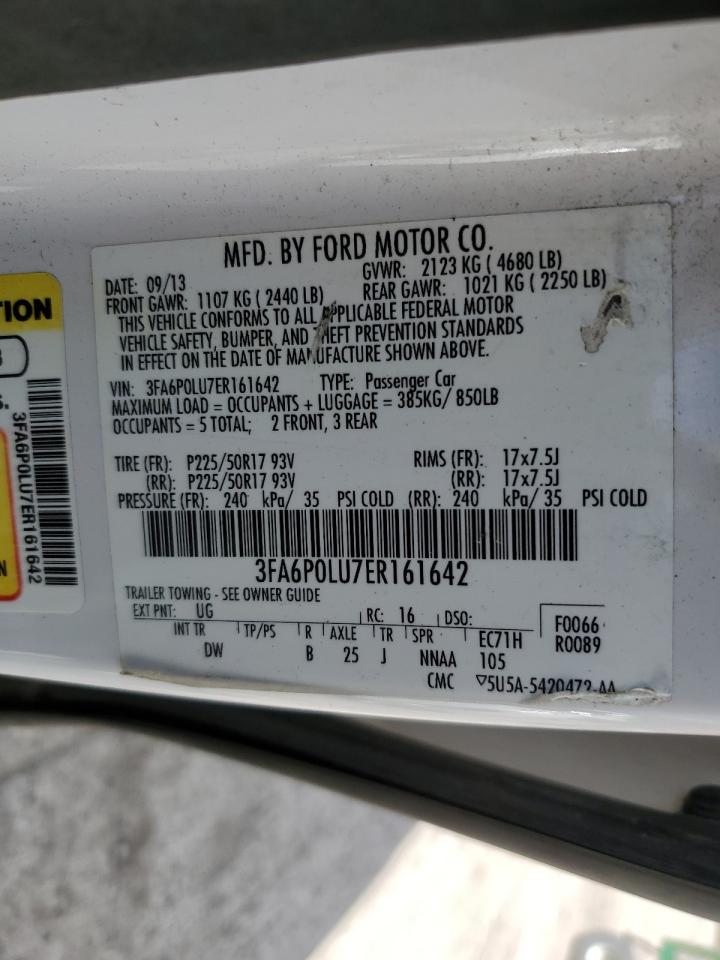 MFD. BY FORD MOTOR CO.
DATE: 09/13 GVWR: 2123 KG ( 4680 LB)
FRONT GAWR: 1107 KG ( 2440 LB) REAR GAWR: 1021 KG ( 2250 LB)
THIS VEHICLE CONFORMS TO ALL APPLICABLE FEDERAL MOTOR
VEHICLE SAFETY, BUMPER, AND THEFT PREVENTION STANDARDS
IN EFFECT ON THE DATE OF MANUFACTURE SHOWN ABOVE.
VIN: 3FA6P0LU7ER161642 TYPE: Passenger Car
MAXIMUM LOAD = OCCUPANTS + LUGGAGE = 385KG/ 850LB
OCCUPANTS = 5 TOTAL; 2 FRONT, 3 REAR
TIRE (FR): P225/50R17 93V RIMS (FR): 17x7.5J
(RR): P225/50R17 93V (RR): 17x7.5J
PRESSURE (FR): 240 kPa/ 35 PSI COLD (RR): 240 kPa/ 35 PSI COLD
3FA6P0LU7ER161642
TRAILER TOWING - SEE OWNER GUIDE
EXT PNT: UG RC: 16 DSO: F0066
INT TR TP/PS R AXLE TR SPR EC71H R0089
DW B 25 J NNAA 105
CMC ▽5U5A-5420472-AA
TION
S.
3FA6P0LU7ER161642
N